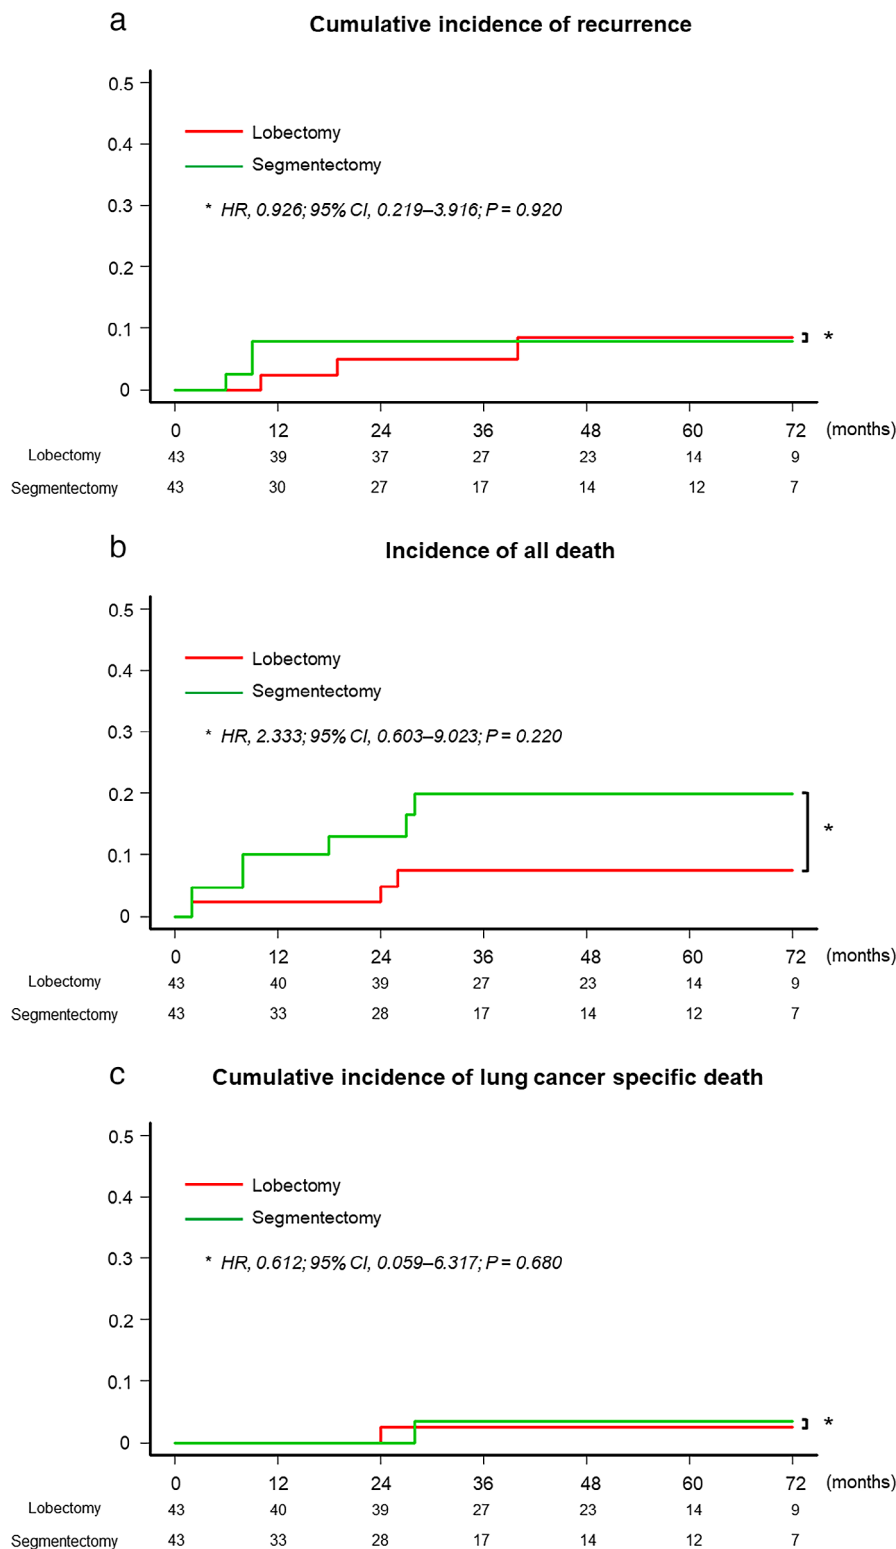 a
Cumulative incidence of recurrence
0.5
Lobectomy
0.4
Segmentectomy
0.3
* HR, 0.926; 95% CI, 0.219–3.916; P = 0.920
0.2
0.1
*
0
0 12 24 36 48 60 72 (months)
Lobectomy 43 39 37 27 23 14 9
Segmentectomy 43 30 27 17 14 12 7
b
Incidence of all death
0.5
Lobectomy
0.4
Segmentectomy
0.3
* HR, 2.333; 95% CI, 0.603–9.023; P = 0.220
0.2
*
0.1
0
0 12 24 36 48 60 72 (months)
Lobectomy 43 40 39 27 23 14 9
Segmentectomy 43 33 28 17 14 12 7
c
Cumulative incidence of lung cancer specific death
0.5
Lobectomy
0.4
Segmentectomy
0.3
* HR, 0.612; 95% CI, 0.059–6.317; P = 0.680
0.2
0.1
*
0
0 12 24 36 48 60 72 (months)
Lobectomy 43 40 39 27 23 14 9
Segmentectomy 43 33 28 17 14 12 7